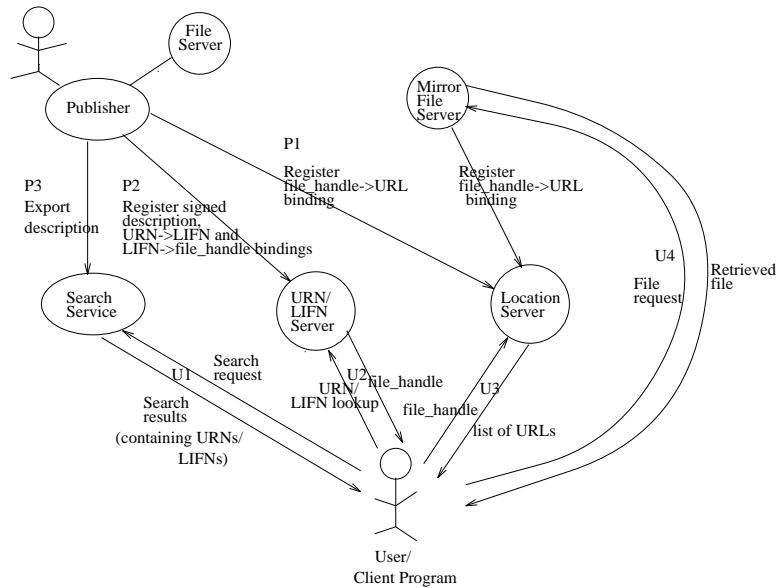 File
Server
Publisher
Mirror
File
Server
P1
Register
file_handle->URL
binding
Register
file_handle->URL
binding
P3
Export
description
P2
Register signed
description,
URN->LIFN and
LIFN->file_handle bindings
U4
File
request
Retrieved
file
Search
Service
URN/
LIFN
Server
Location
Server
U1
Search
request
Search
results
(containing URNs/
LIFNs)
U2
file_handle
URN/
LIFN lookup
U3
file_handle
list of URLs
User/
Client Program